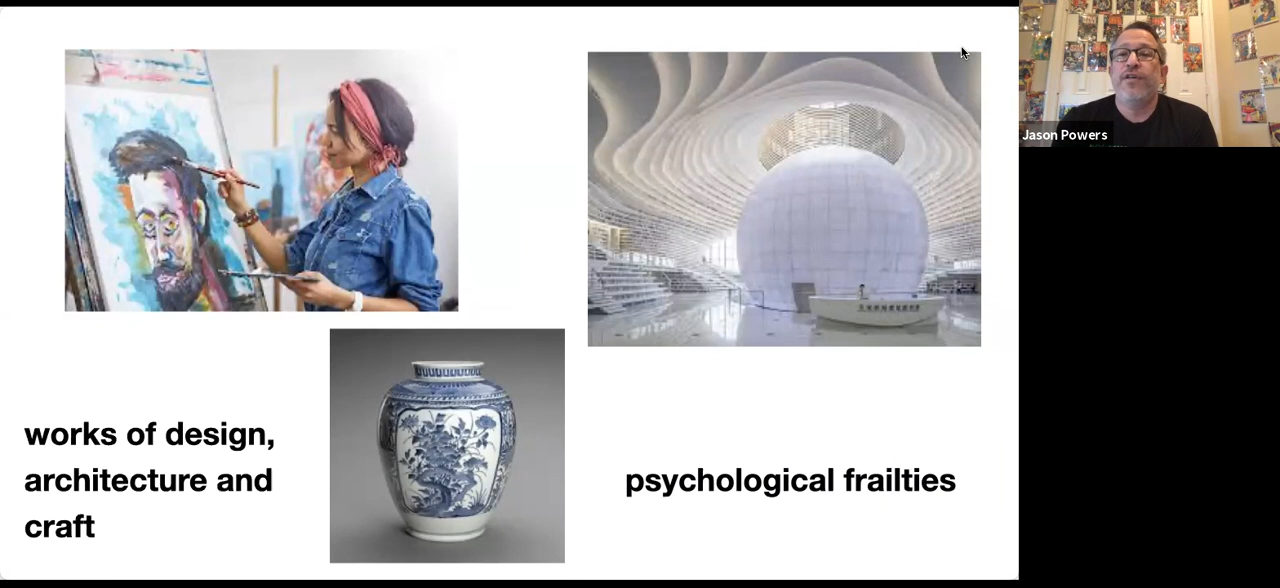 Jason Powers
works of design,
architecture and
craft
psychological frailties